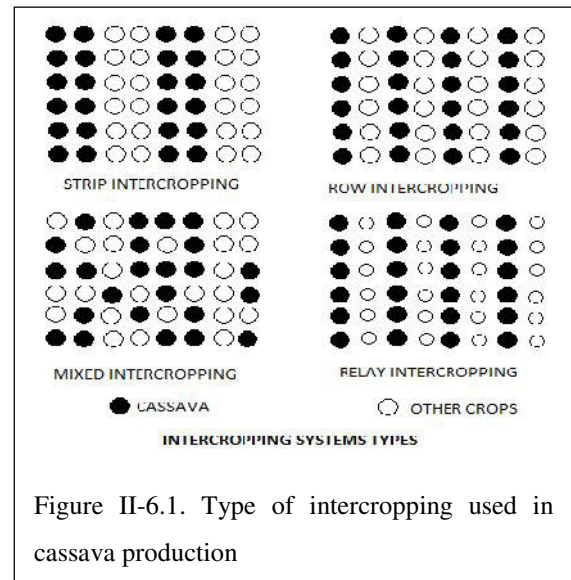 STRIP INTERCROPPING
ROW INTERCROPPING
MIXED INTERCROPPING
RELAY INTERCROPPING
CASSAVA
OTHER CROPS
INTERCROPPING SYSTEMS TYPES
Figure II-6.1. Type of intercropping used in
cassava production